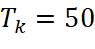 T_k = 50